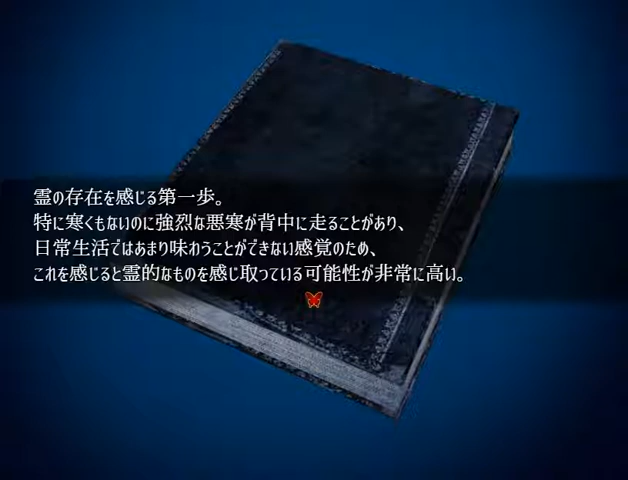 霊の存在を感じる第一歩。
特に寒くもないのに強烈な悪寒が背中に走ることがあり、
日常生活ではあまり味わうことができない感覚のため、
これを感じると霊的なものを感じ取っている可能性が非常に高い。